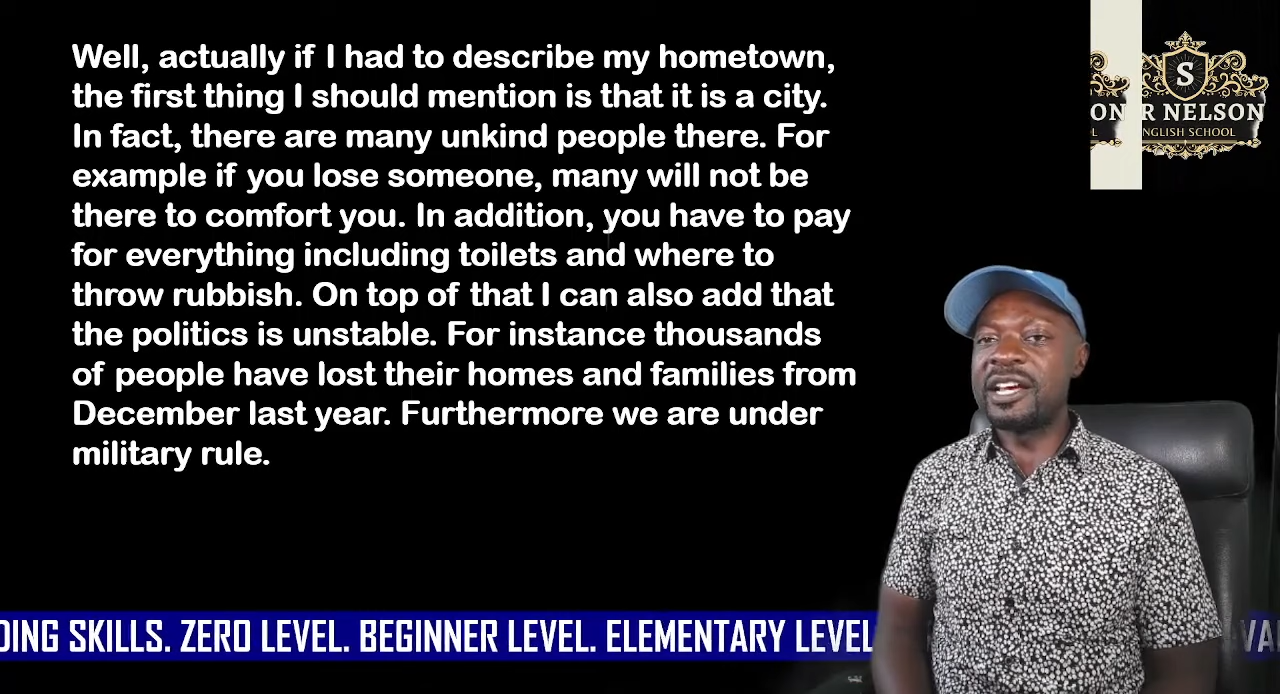 Well, actually if I had to describe my hometown,
the first thing I should mention is that it is a city.
In fact, there are many unkind people there. For
example if you lose someone, many will not be
there to comfort you. In addition, you have to pay
for everything including toilets and where to
throw rubbish. On top of that I can also add that
the politics is unstable. For instance thousands
of people have lost their homes and families from
December last year. Furthermore we are under
military rule.
S
R NELSON
NGLISH SCHOOL
ON
L
DING SKILLS. ZERO LEVEL. BEGINNER LEVEL. ELEMENTARY LEVEL
VA